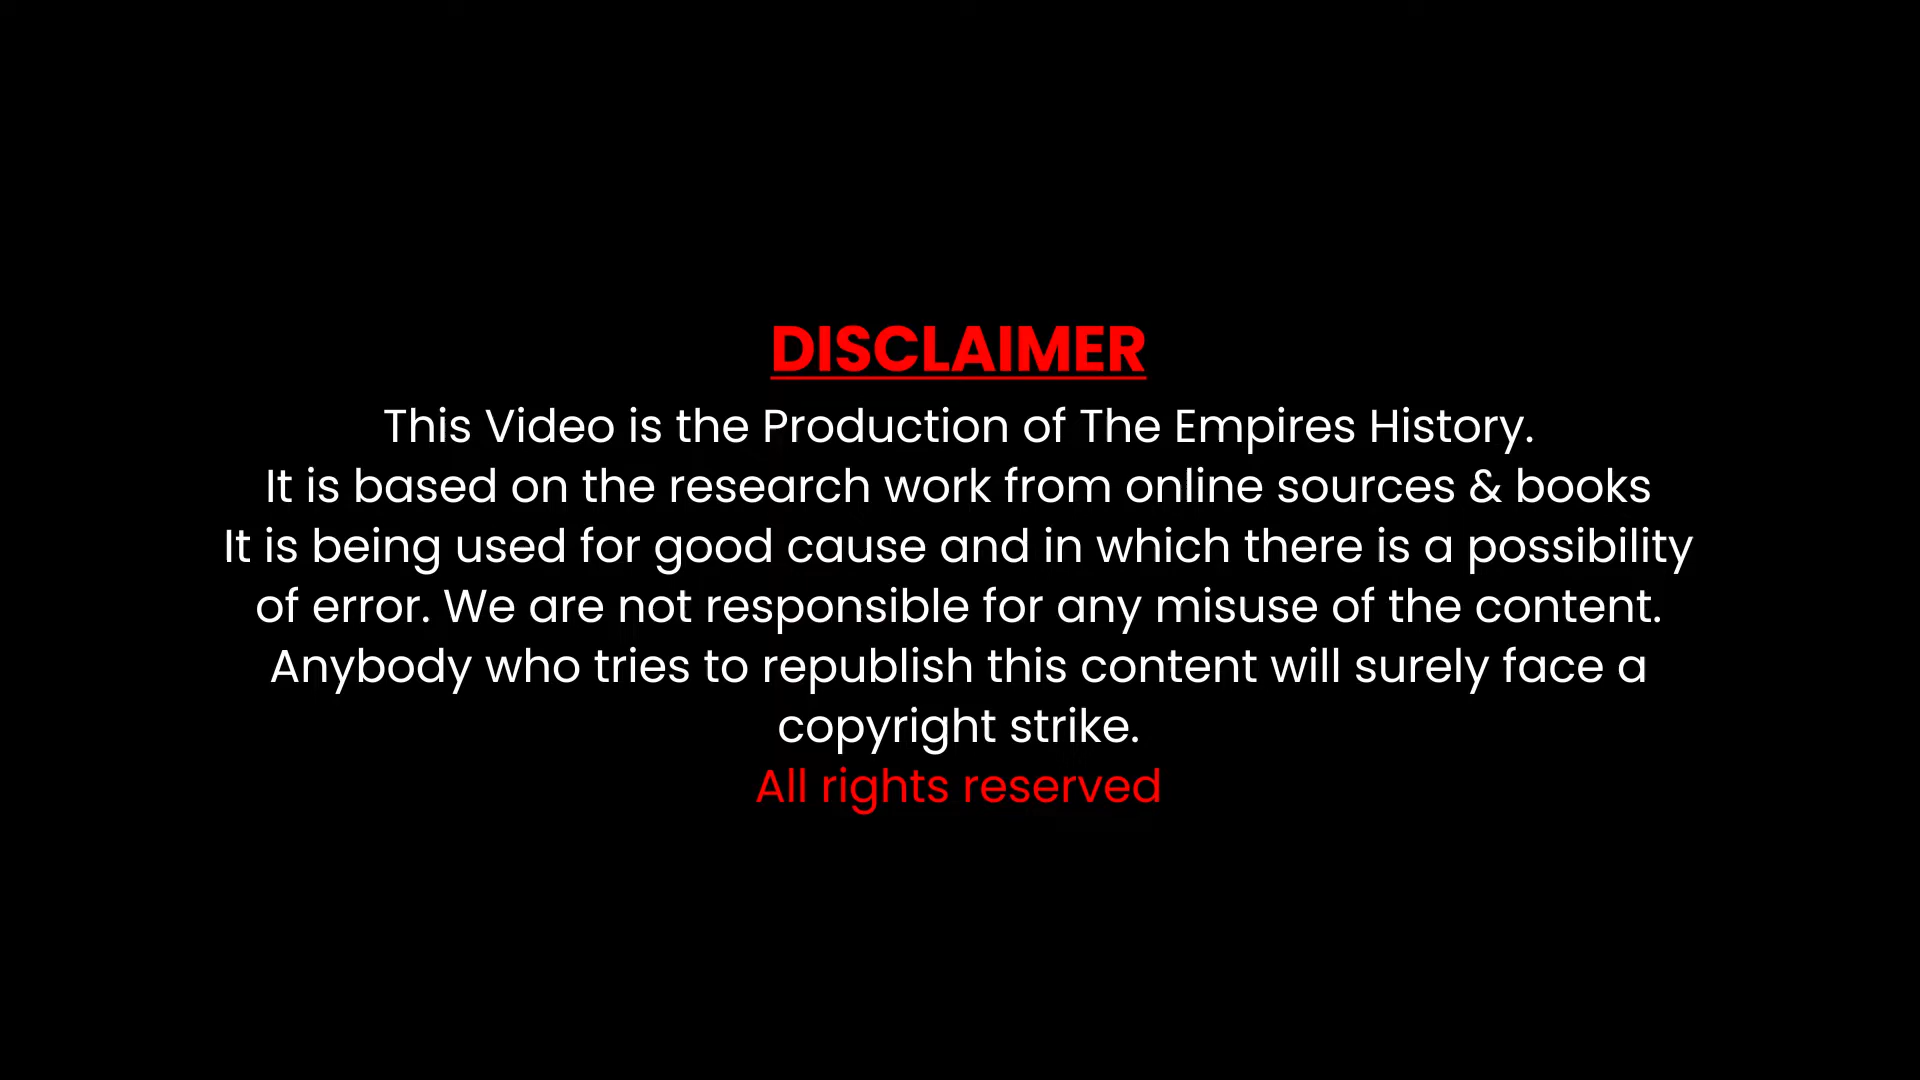 DISCLAIMER
This Video is the Production of The Empires History.
It is based on the research work from online sources & books
It is being used for good cause and in which there is a possibility
of error. We are not responsible for any misuse of the content.
Anybody who tries to republish this content will surely face a
copyright strike.
All rights reserved